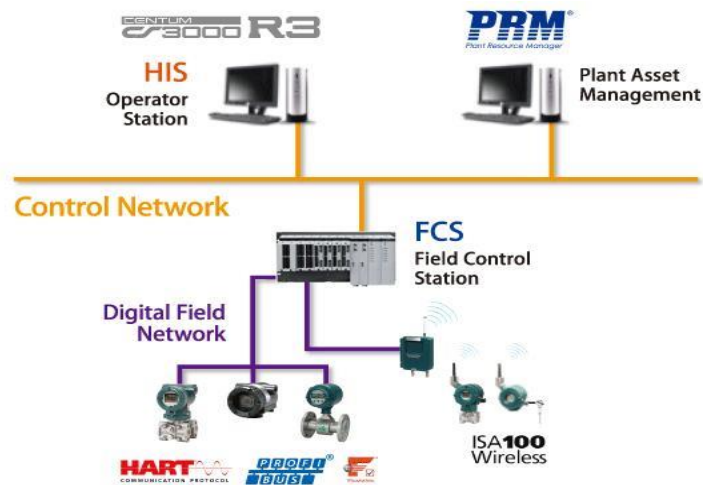 CENTUM
CS3000 R3
PRM®
Plant Resource Manager
HIS
Operator
Station
Plant Asset
Management
Control Network
FCS
Field Control
Station
Digital Field
Network
HART
COMMUNICATION PROTOCOL
PROFI®
BUS
ISA100
Wireless